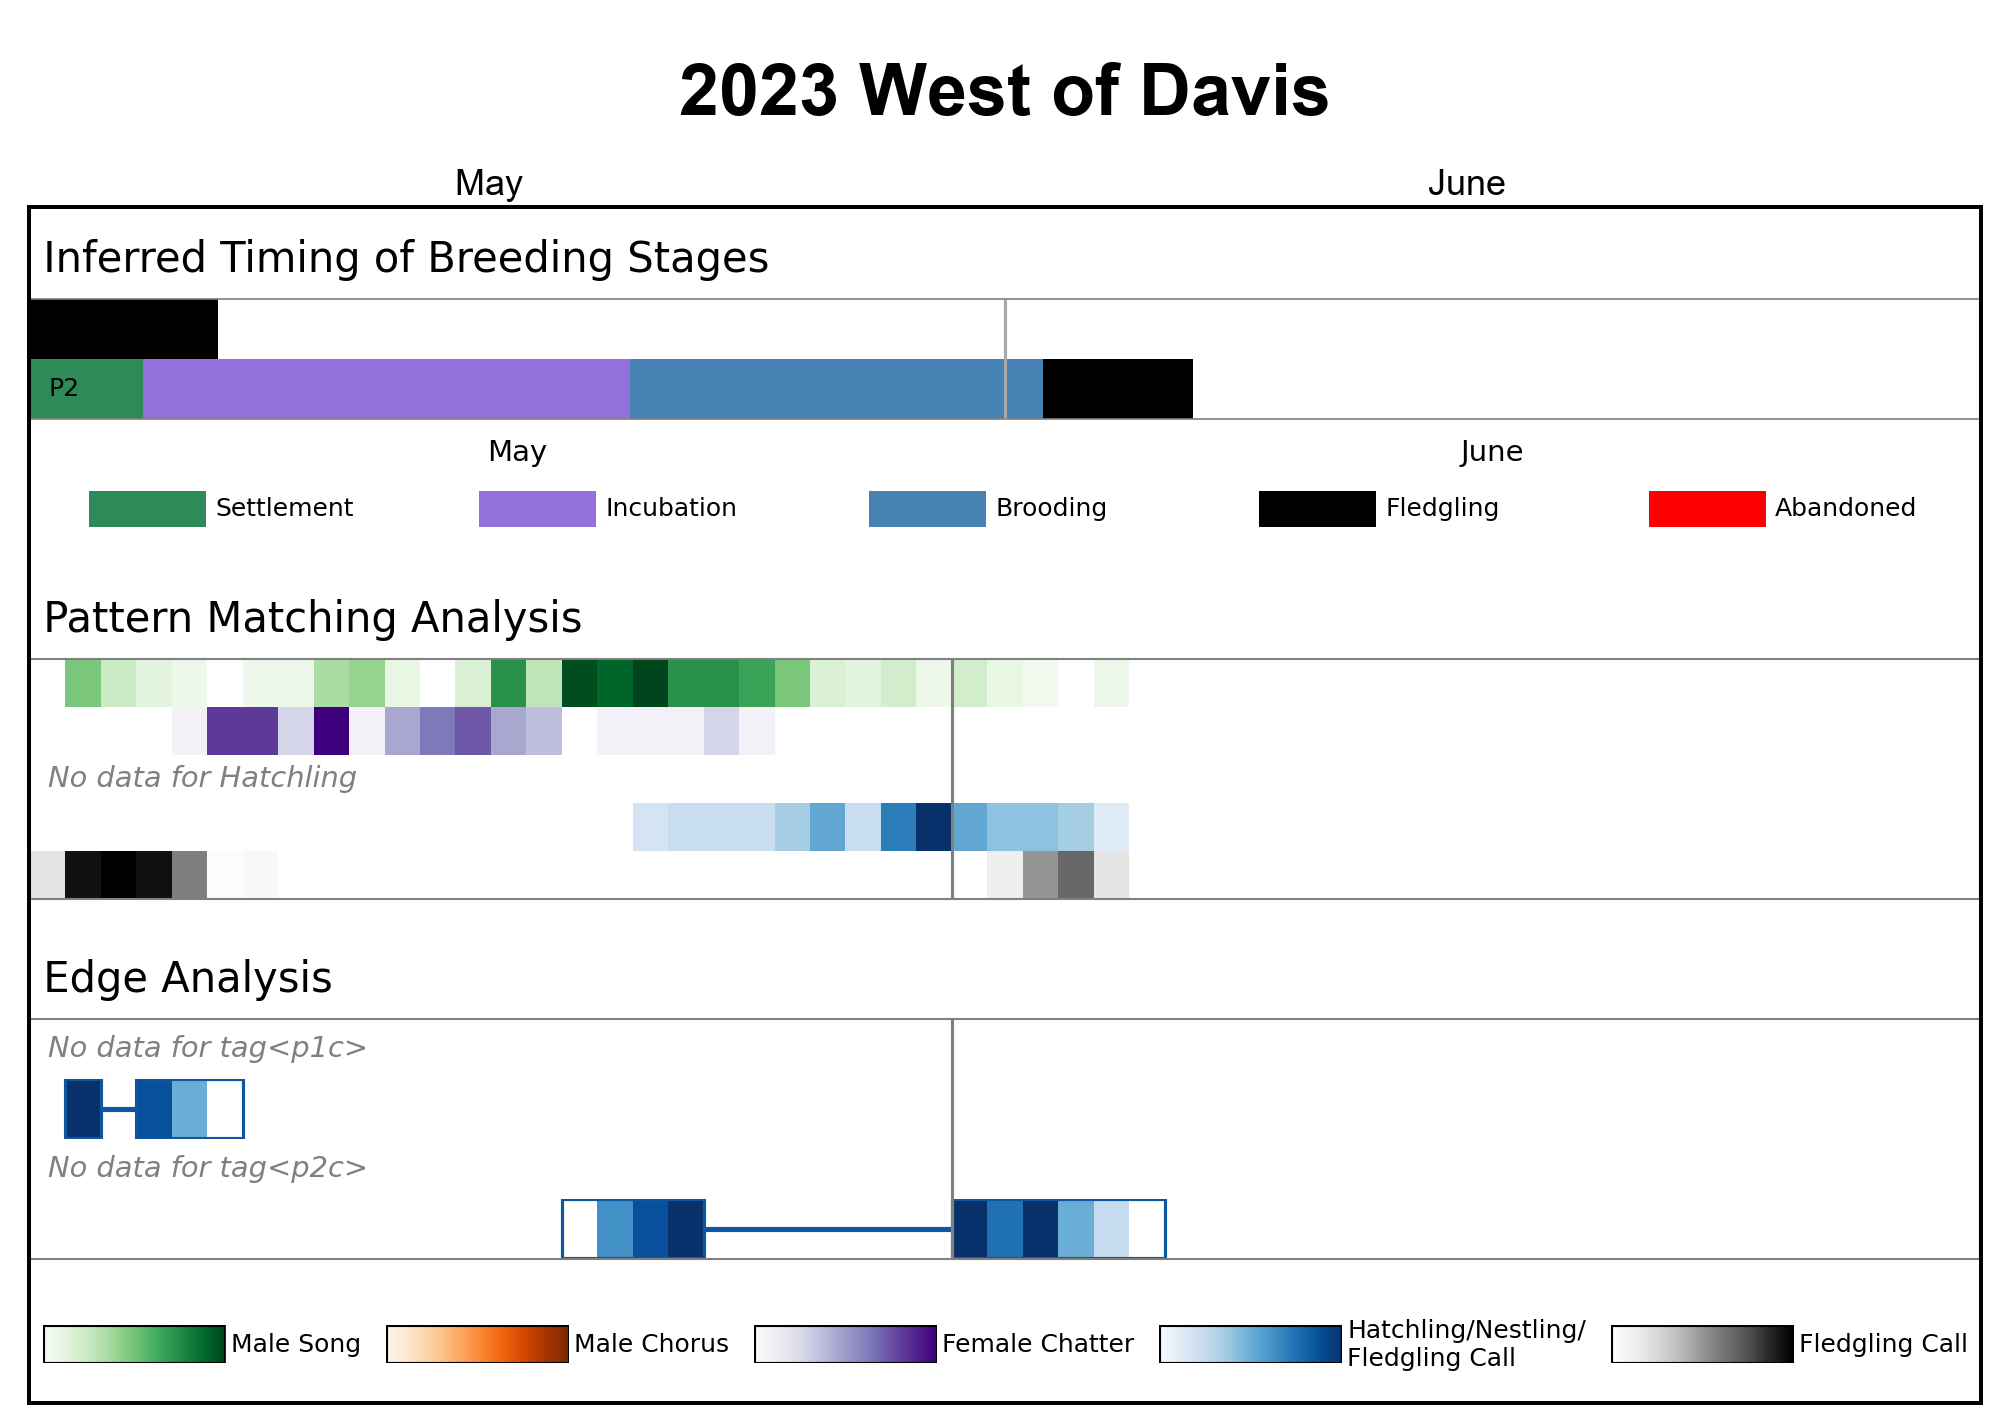 2023 West of Davis
May June
Inferred Timing of Breeding Stages
P2
May June
Settlement Incubation Brooding Fledgling Abandoned
Pattern Matching Analysis
No data for Hatchling
Edge Analysis
No data for tag<p1c>
No data for tag<p2c>
Male Song Male Chorus Female Chatter Hatchling/Nestling/
Fledgling Call Fledgling Call